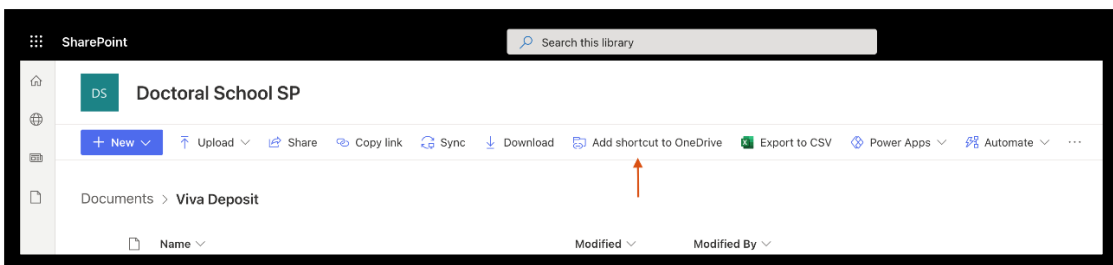 SharePoint Search this library
DS Doctoral School SP
New Upload Share Copy link Sync Download Add shortcut to OneDrive Export to CSV Power Apps Automate ...
Documents > Viva Deposit
Name Modified Modified By